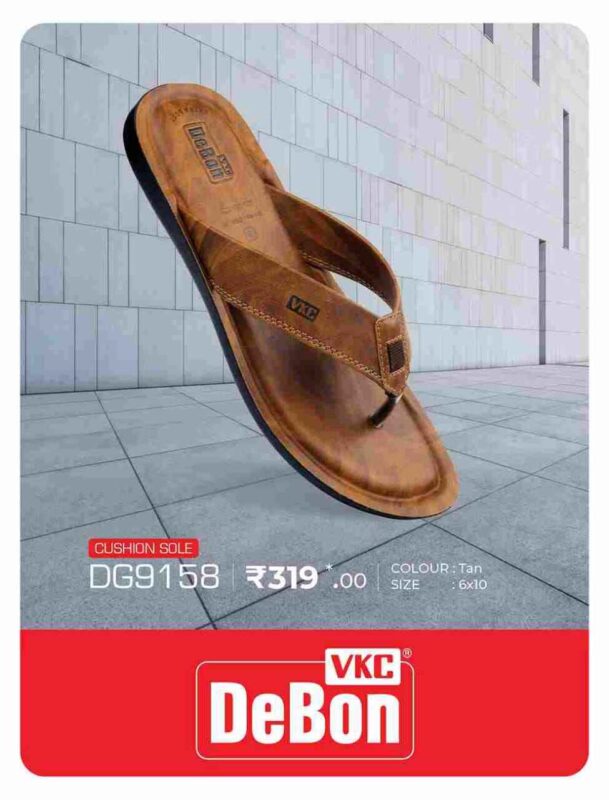 VKC
DeBon
VKC
CUSHION SOLE
DG9158 ₹319*.00
COLOUR : Tan
SIZE : 6x10
VKC®
DeBon